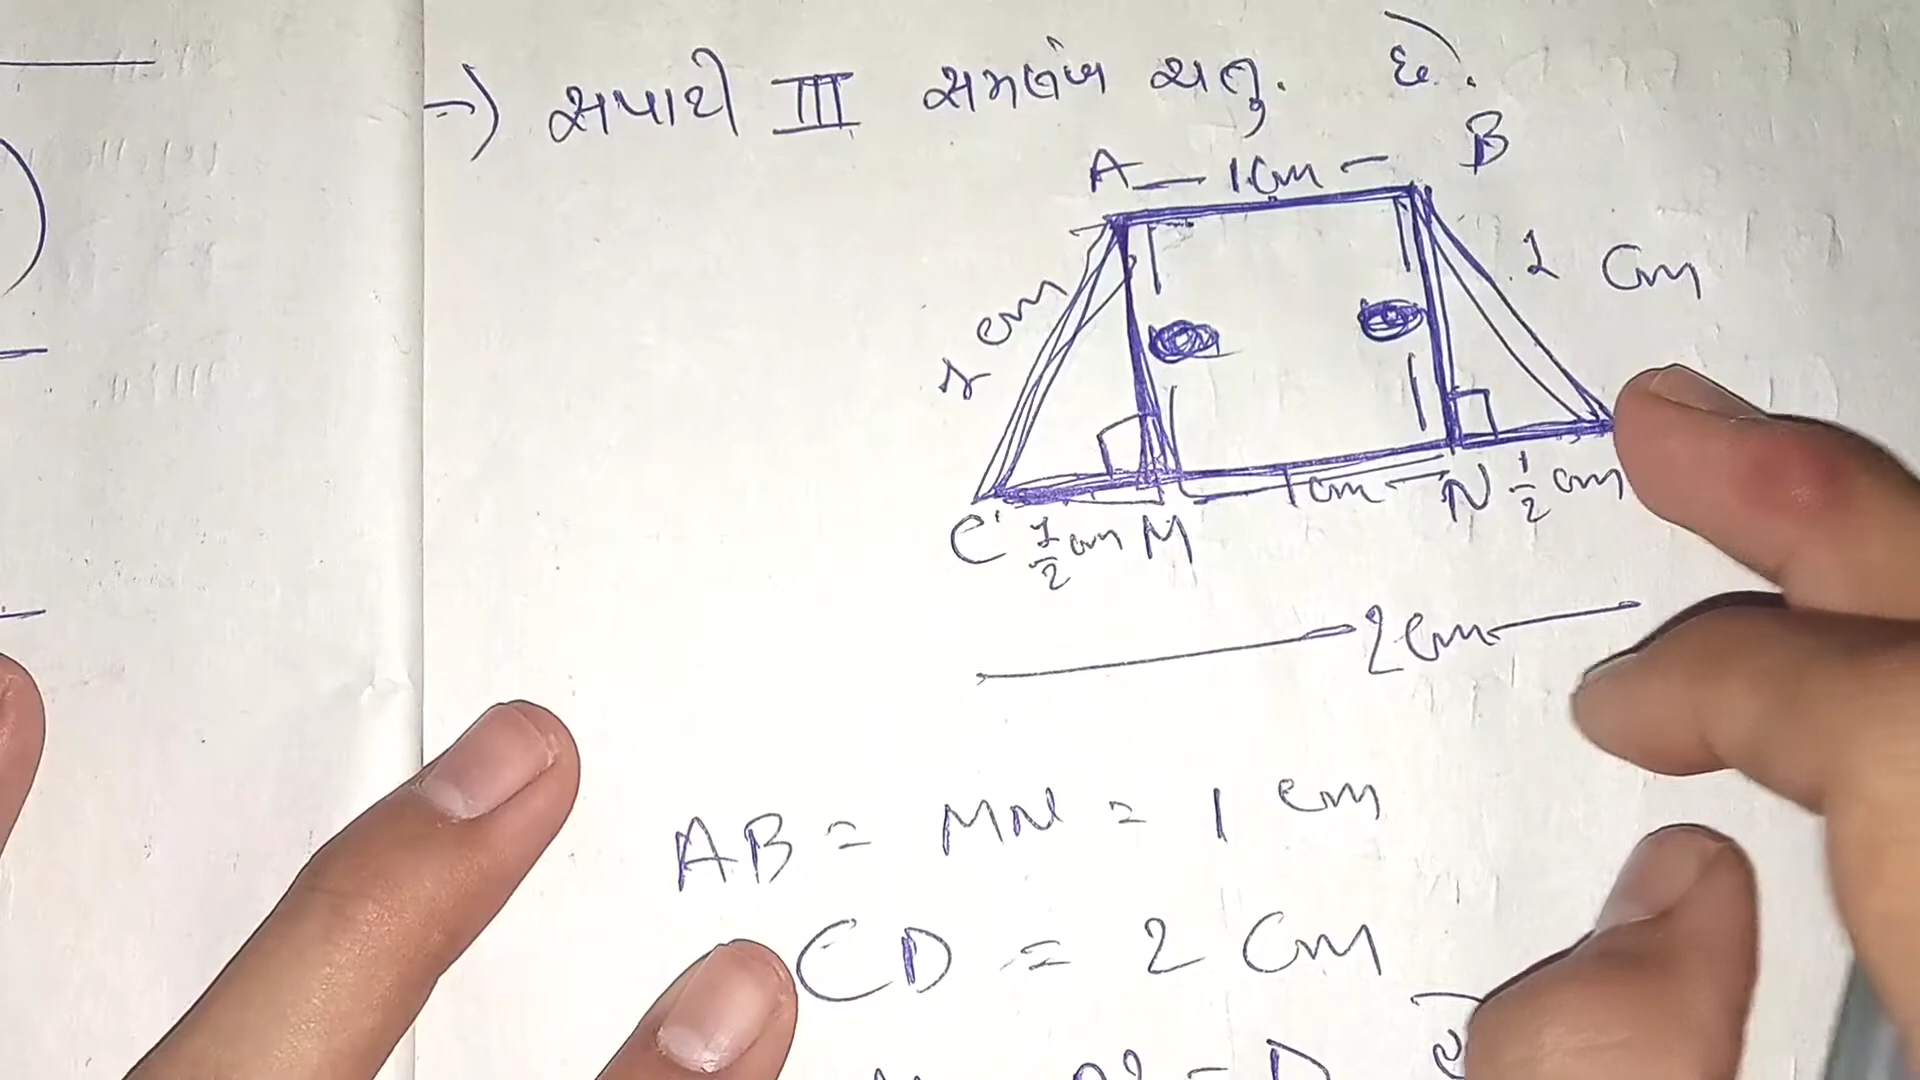 →) સપાટી III સમલંબ ચતુ. છે.
A — 1cm — B
1 cm
1 cm
C 1/2 cm M 1cm N 1/2 cm
2cm
AB = MN = 1 cm
CD = 2 cm